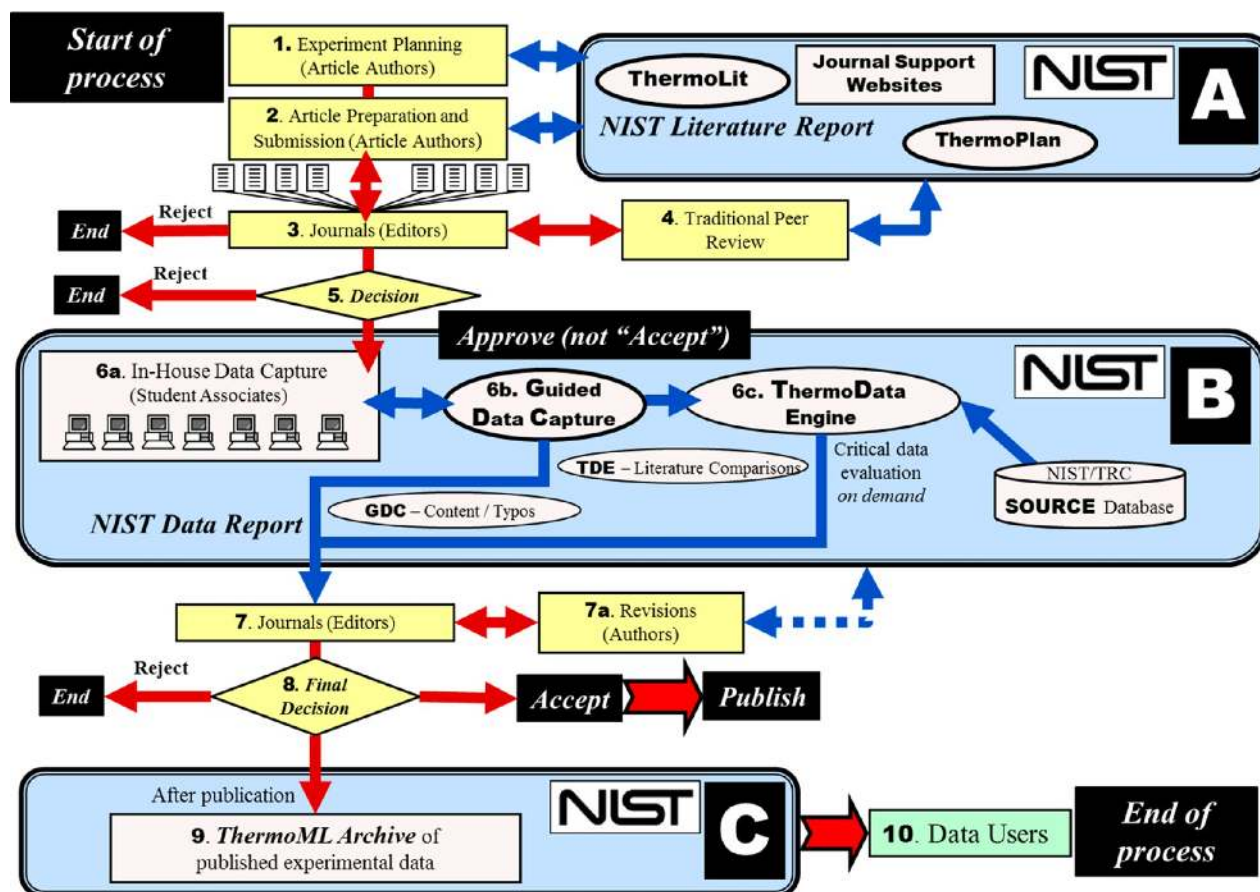 Start of
process
1. Experiment Planning
(Article Authors)
2. Article Preparation and
Submission (Article Authors)
ThermoLit
Journal Support
Websites
NIST
A
NIST Literature Report
ThermoPlan
End
Reject
3. Journals (Editors)
4. Traditional Peer
Review
End
Reject
5. Decision
Approve (not “Accept”)
6a. In-House Data Capture
(Student Associates)
6b. Guided
Data Capture
6c. ThermoData
Engine
NIST
B
TDE – Literature Comparisons
Critical data
evaluation
on demand
NIST/TRC
SOURCE Database
GDC – Content / Typos
NIST Data Report
7. Journals (Editors)
7a. Revisions
(Authors)
End
Reject
8. Final
Decision
Accept
Publish
After publication
NIST
C
9. ThermoML Archive of
published experimental data
10. Data Users
End of
process